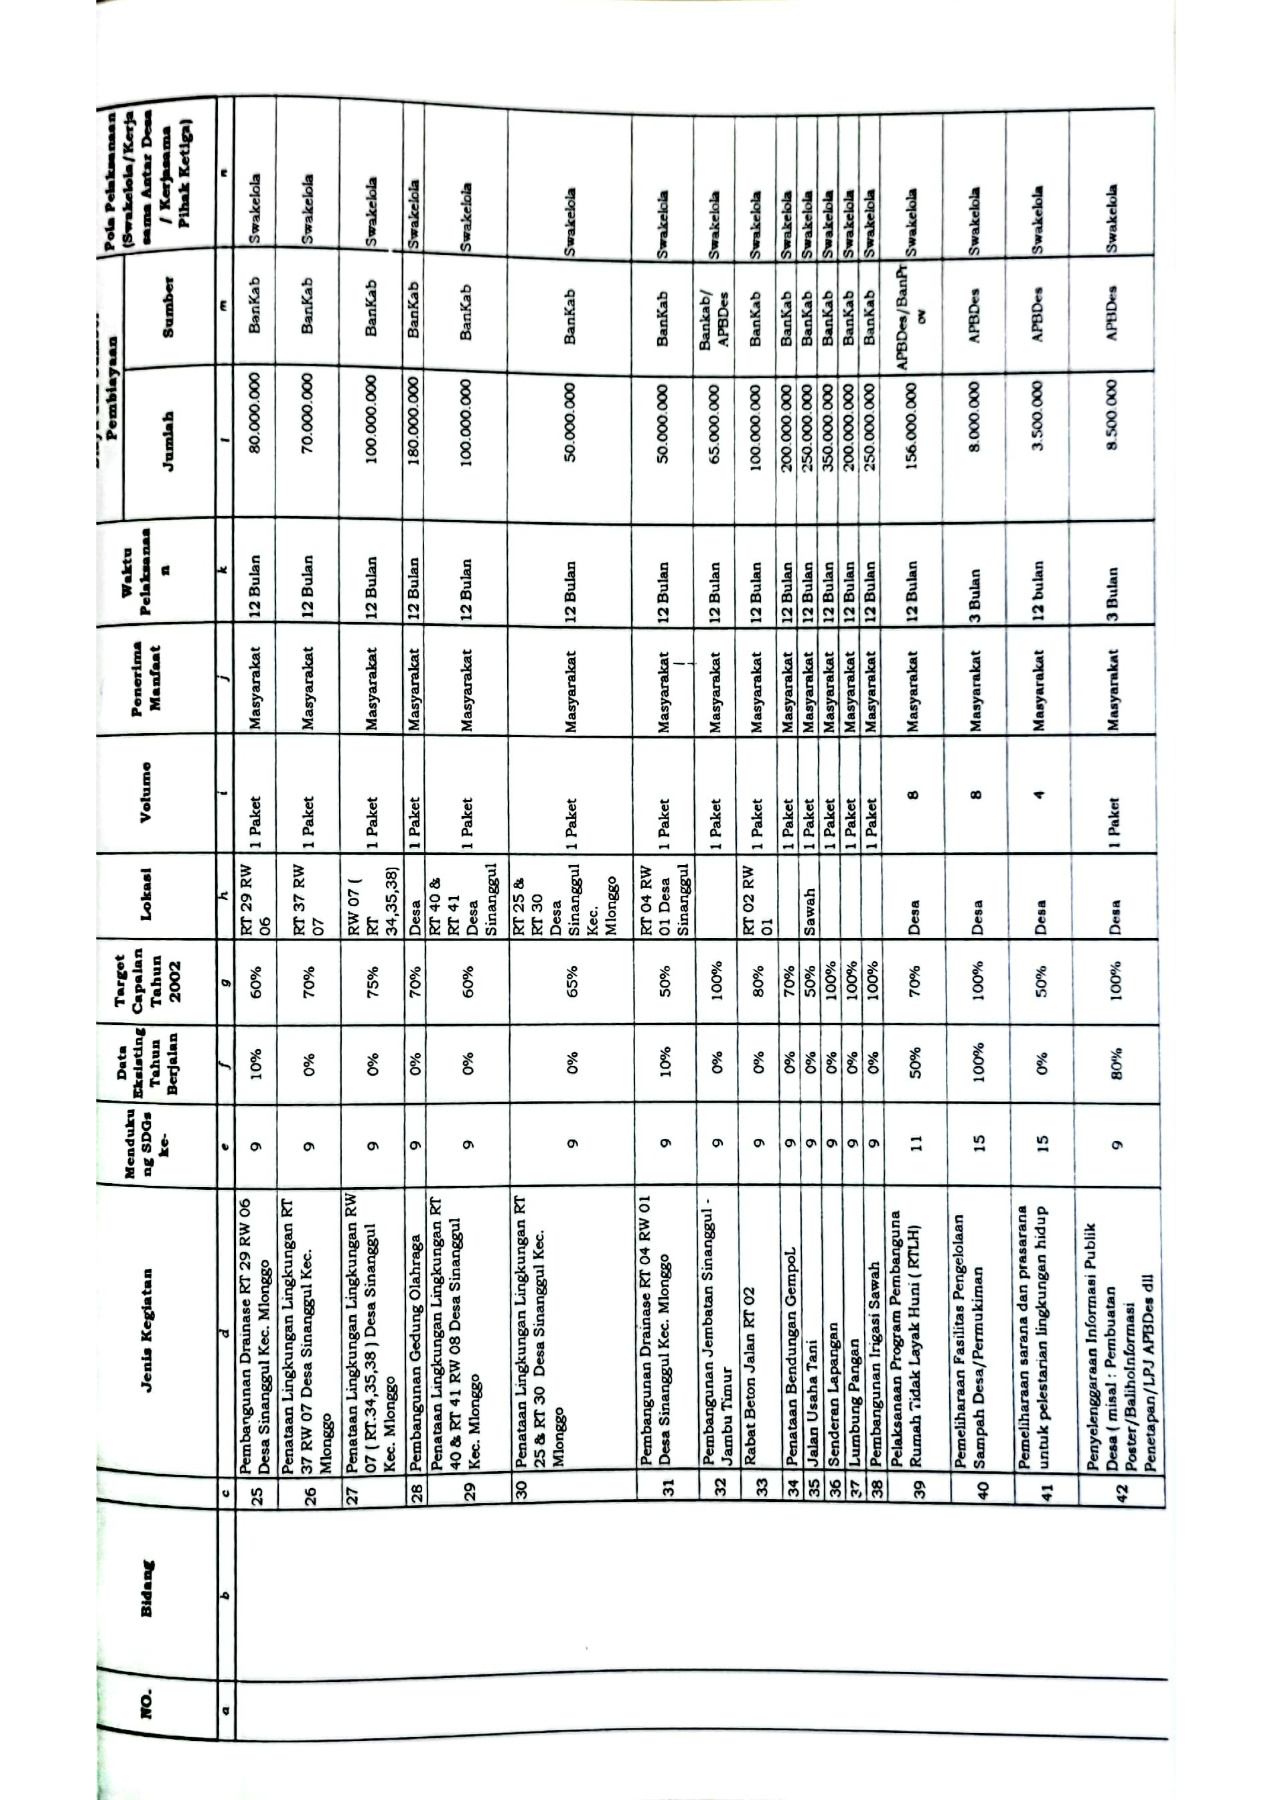 NO.
Bidang
Jenis Kegiatan
Menduku
ng SDGs
ke-
Data
Eksisting
Tahun
Berjalan
Target
Capaian
Tahun
2002
Lokasi
Volume
Penerima
Manfaat
Waktu
Pelaksanaa
n
Pembiayaan
Jumlah
Sumber
Pola Pelaksanaan
(Swakelola/Kerja
sama Antar Desa
/ Kerjasama
Pihak Ketiga)
a b c d e f g h i j k l m n
25 Pembangunan Drainase RT 29 RW 06 9 10% 60% RT 29 RW 1 Paket Masyarakat 12 Bulan 80.000.000 BanKab Swakelola
Desa Sinanggul Kec. Mlonggo 06
26 Penataan Lingkungan Lingkungan RT 9 0% 70% RT 37 RW 1 Paket Masyarakat 12 Bulan 70.000.000 BanKab Swakelola
37 RW 07 Desa Sinanggul Kec. 07
Mlonggo
27 Penataan Lingkungan Lingkungan RW 9 0% 75% RW 07 ( 1 Paket Masyarakat 12 Bulan 100.000.000 BanKab Swakelola
07 ( RT.34,35,38 ) Desa Sinanggul RT
Kec. Mlonggo 34,35,38)
28 Pembangunan Gedung Olahraga 9 0% 70% Desa 1 Paket Masyarakat 12 Bulan 180.000.000 BanKab Swakelola
29 Penataan Lingkungan Lingkungan RT 9 0% 60% RT 40 & 1 Paket Masyarakat 12 Bulan 100.000.000 BanKab Swakelola
40 & RT 41 RW 08 Desa Sinanggul RT 41
Kec. Mlonggo Desa
Sinanggul
30 Penataan Lingkungan Lingkungan RT 9 0% 65% RT 25 & 1 Paket Masyarakat 12 Bulan 50.000.000 BanKab Swakelola
25 & RT 30 Desa Sinanggul Kec. RT 30
Mlonggo Desa
Sinanggul
Kec.
Mlonggo
31 Pembangunan Drainase RT 04 RW 01 9 10% 50% RT 04 RW 1 Paket Masyarakat 12 Bulan 50.000.000 BanKab Swakelola
Desa Sinanggul Kec. Mlonggo 01 Desa
Sinanggul
32 Pembangunan Jembatan Sinanggul - 9 0% 100% 1 Paket Masyarakat 12 Bulan 65.000.000 Bankab/ Swakelola
Jambu Timur APBDes
33 Rabat Beton Jalan RT 02 9 0% 80% RT 02 RW 1 Paket Masyarakat 12 Bulan 100.000.000 BanKab Swakelola
01
34 Penataan Bendungan GempoL 9 0% 70% 1 Paket Masyarakat 12 Bulan 200.000.000 BanKab Swakelola
35 Jalan Usaha Tani 9 0% 50% Sawah 1 Paket Masyarakat 12 Bulan 250.000.000 BanKab Swakelola
36 Senderan Lapangan 9 0% 100% 1 Paket Masyarakat 12 Bulan 350.000.000 BanKab Swakelola
37 Lumbung Pangan 9 0% 100% 1 Paket Masyarakat 12 Bulan 200.000.000 BanKab Swakelola
38 Pembangunan Irigasi Sawah 9 0% 100% 1 Paket Masyarakat 12 Bulan 250.000.000 BanKab Swakelola
39 Pelaksanaan Program Pembanguna 11 50% 70% Desa 8 Masyarakat 12 Bulan 156.000.000 APBDes/BanPr Swakelola
Rumah Tidak Layak Huni ( RTLH) ov
40 Pemeliharaan Fasilitas Pengelolaan 15 100% 100% Desa 8 Masyarakat 3 Bulan 8.000.000 APBDes Swakelola
Sampah Desa/Permukiman
41 Pemeliharaan sarana dan prasarana 15 0% 50% Desa 4 Masyarakat 12 bulan 3.500.000 APBDes Swakelola
untuk pelestarian lingkungan hidup
42 Penyelenggaraan Informasi Publik 9 80% 100% Desa 1 Paket Masyarakat 3 Bulan 8.500.000 APBDes Swakelola
Desa ( misal : Pembuatan
Poster/BalihoInformasi
Penetapan/LPJ APBDes dll